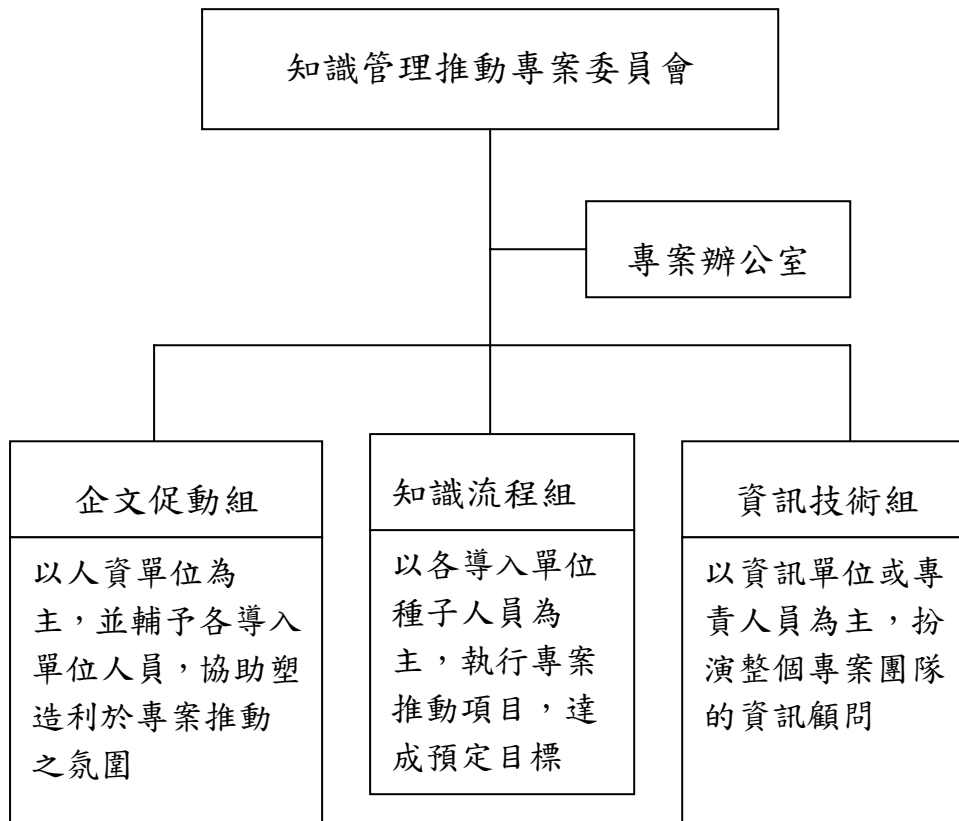 知識管理推動專案委員會
專案辦公室
企文促動組
以人資單位為
主，並輔予各導入
單位人員，協助塑
造利於專案推動
之氛圍
知識流程組
以各導入單位
種子人員為
主，執行專案
推動項目，達
成預定目標
資訊技術組
以資訊單位或專
責人員為主，扮
演整個專案團隊
的資訊顧問